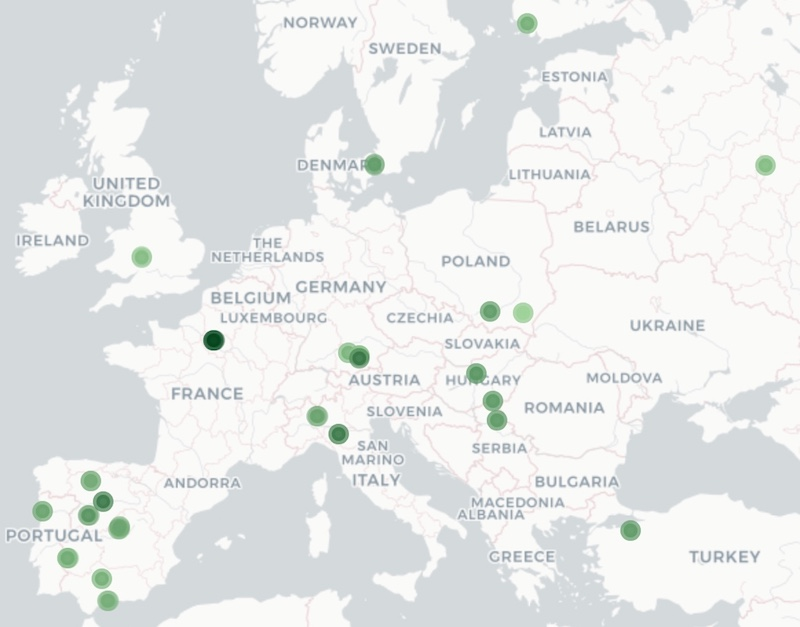 NORWAY
SWEDEN
ESTONIA
LATVIA
DENMAR
LITHUANIA
UNITED
KINGDOM
BELARUS
IRELAND
THE
NETHERLANDS
POLAND
GERMANY
BELGIUM
LUXEMBOURG
CZECHIA
UKRAINE
SLOVAKIA
AUSTRIA
HUNGARY
MOLDOVA
FRANCE
SLOVENIA
ROMANIA
SAN
MARINO
SERBIA
ITALY
ANDORRA
BULGARIA
MACEDONIA
ALBANIA
PORTUGAL
GREECE
TURKEY